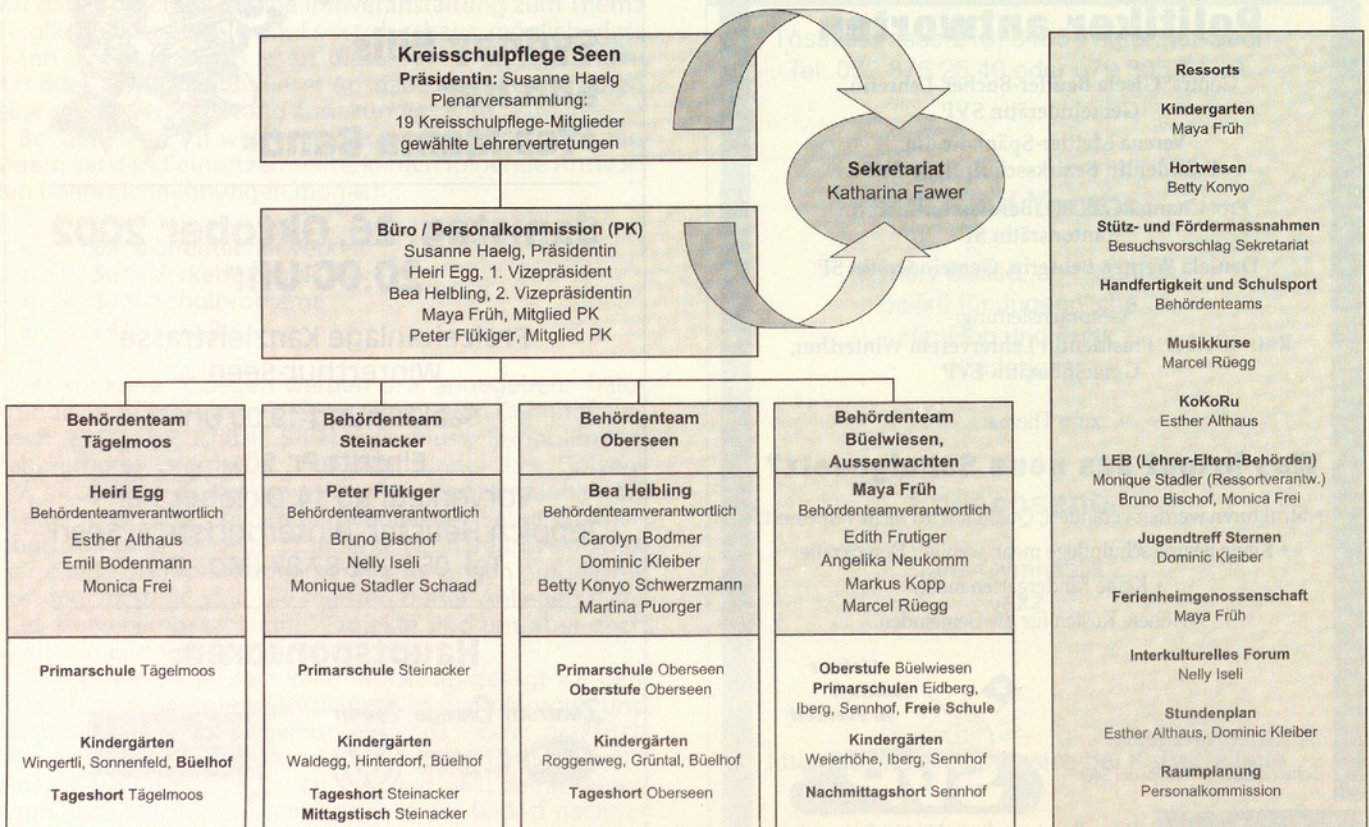 Kreisschulpflege Seen
Präsidentin: Susanne Haelg
Plenarversammlung:
19 Kreisschulpflege-Mitglieder
gewählte Lehrervertretungen
Sekretariat
Katharina Fawer
Büro / Personalkommission (PK)
Susanne Haelg, Präsidentin
Heiri Egg, 1. Vizepräsident
Bea Helbling, 2. Vizepräsidentin
Maya Früh, Mitglied PK
Peter Flükiger, Mitglied PK
Behördenteam
Tägelmoos
Heiri Egg
Behördenteamverantwortlich
Esther Althaus
Emil Bodenmann
Monica Frei
Primarschule Tägelmoos
Kindergärten
Wingertli, Sonnenfeld, Büelhof
Tageshort Tägelmoos
Behördenteam
Steinacker
Peter Flükiger
Behördenteamverantwortlich
Bruno Bischof
Nelly Iseli
Monique Stadler Schaad
Primarschule Steinacker
Kindergärten
Waldegg, Hinterdorf, Büelhof
Tageshort Steinacker
Mittagstisch Steinacker
Behördenteam
Oberseen
Bea Helbling
Behördenteamverantwortlich
Carolyn Bodmer
Dominic Kleiber
Betty Konyo Schwerzmann
Martina Puorger
Primarschule Oberseen
Oberstufe Oberseen
Kindergärten
Roggenweg, Grüntal, Büelhof
Tageshort Oberseen
Behördenteam
Büelwiesen,
Aussenwachten
Maya Früh
Behördenteamverantwortlich
Edith Frutiger
Angelika Neukomm
Markus Kopp
Marcel Rüegg
Oberstufe Büelwiesen
Primarschulen Eidberg,
Iberg, Sennhof, Freie Schule
Kindergärten
Weierhöhe, Iberg, Sennhof
Nachmittagshort Sennhof
Ressorts
Kindergarten
Maya Früh
Hortwesen
Betty Konyo
Stütz- und Fördermassnahmen
Besuchsvorschlag Sekretariat
Handfertigkeit und Schulsport
Behördenteams
Musikkurse
Marcel Rüegg
KoKoRu
Esther Althaus
LEB (Lehrer-Eltern-Behörden)
Monique Stadler (Ressortverantw.)
Bruno Bischof, Monica Frei
Jugendtreff Sternen
Dominic Kleiber
Ferienheimgenossenschaft
Maya Früh
Interkulturelles Forum
Nelly Iseli
Stundenplan
Esther Althaus, Dominic Kleiber
Raumplanung
Personalkommission